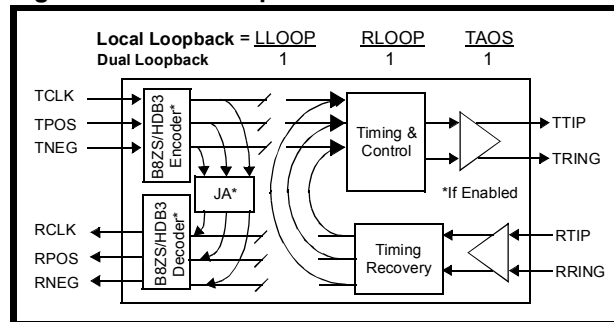 Local Loopback = LLOOP RLOOP TAOS
Dual Loopback 1 1 1
TCLK
TPOS
TNEG
B8ZS/HDB3
Encoder*
Timing &
Control
TTIP
TRING
JA*
*If Enabled
RCLK
RPOS
RNEG
B8ZS/HDB3
Decoder*
Timing
Recovery
RTIP
RRING